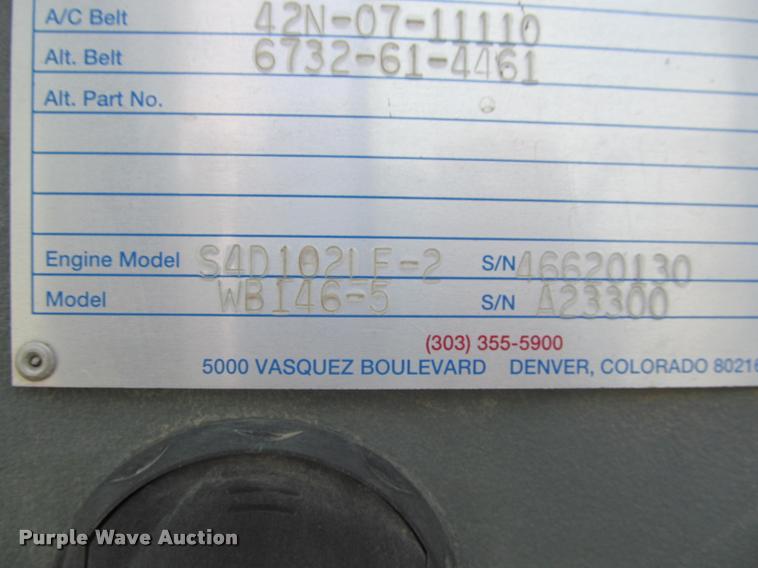 A/C Belt 42N-07-11110
Alt. Belt 6732-61-4461
Alt. Part No.
Engine Model S4D102LE-2 S/N 46620130
Model WB146-5 S/N A23300
(303) 355-5900
5000 VASQUEZ BOULEVARD DENVER, COLORADO 80216
Purple Wave Auction